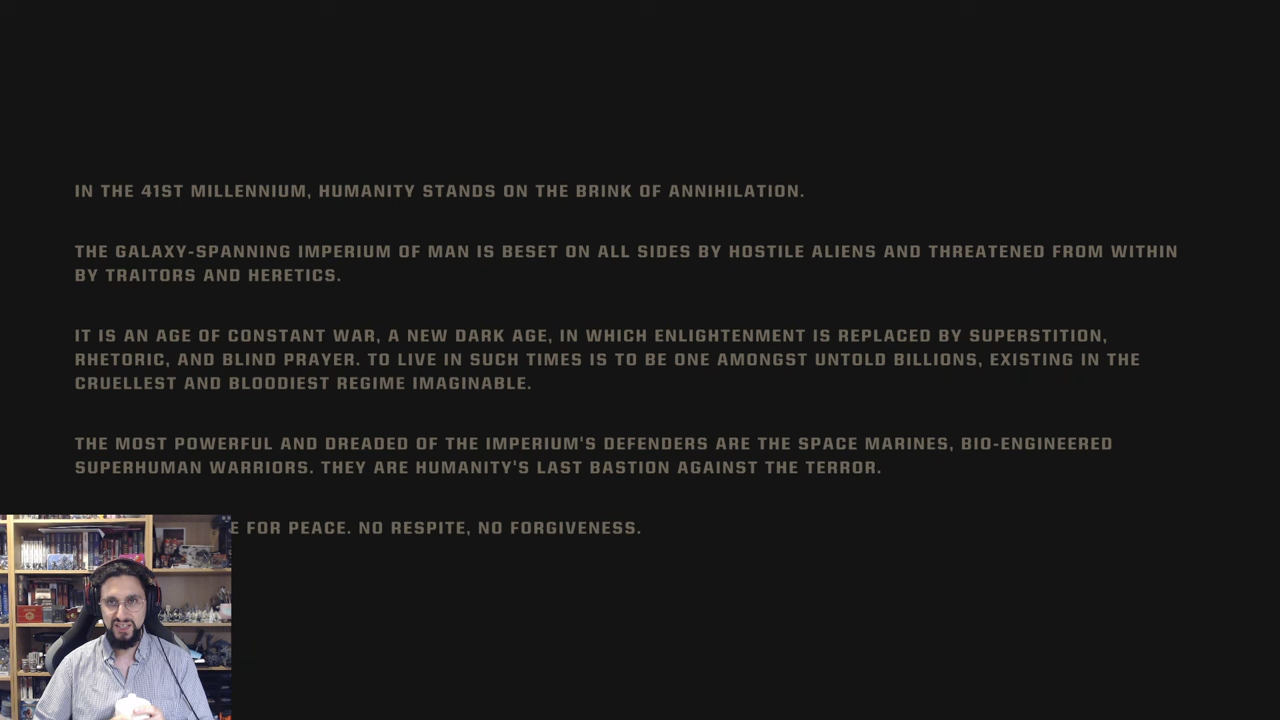 IN THE 41ST MILLENNIUM, HUMANITY STANDS ON THE BRINK OF ANNIHILATION.
THE GALAXY-SPANNING IMPERIUM OF MAN IS BESET ON ALL SIDES BY HOSTILE ALIENS AND THREATENED FROM WITHIN
BY TRAITORS AND HERETICS.
IT IS AN AGE OF CONSTANT WAR, A NEW DARK AGE, IN WHICH ENLIGHTENMENT IS REPLACED BY SUPERSTITION,
RHETORIC, AND BLIND PRAYER. TO LIVE IN SUCH TIMES IS TO BE ONE AMONGST UNTOLD BILLIONS, EXISTING IN THE
CRUELLEST AND BLOODIEST REGIME IMAGINABLE.
THE MOST POWERFUL AND DREADED OF THE IMPERIUM'S DEFENDERS ARE THE SPACE MARINES, BIO-ENGINEERED
SUPERHUMAN WARRIORS. THEY ARE HUMANITY'S LAST BASTION AGAINST THE TERROR.
E FOR PEACE. NO RESPITE, NO FORGIVENESS.